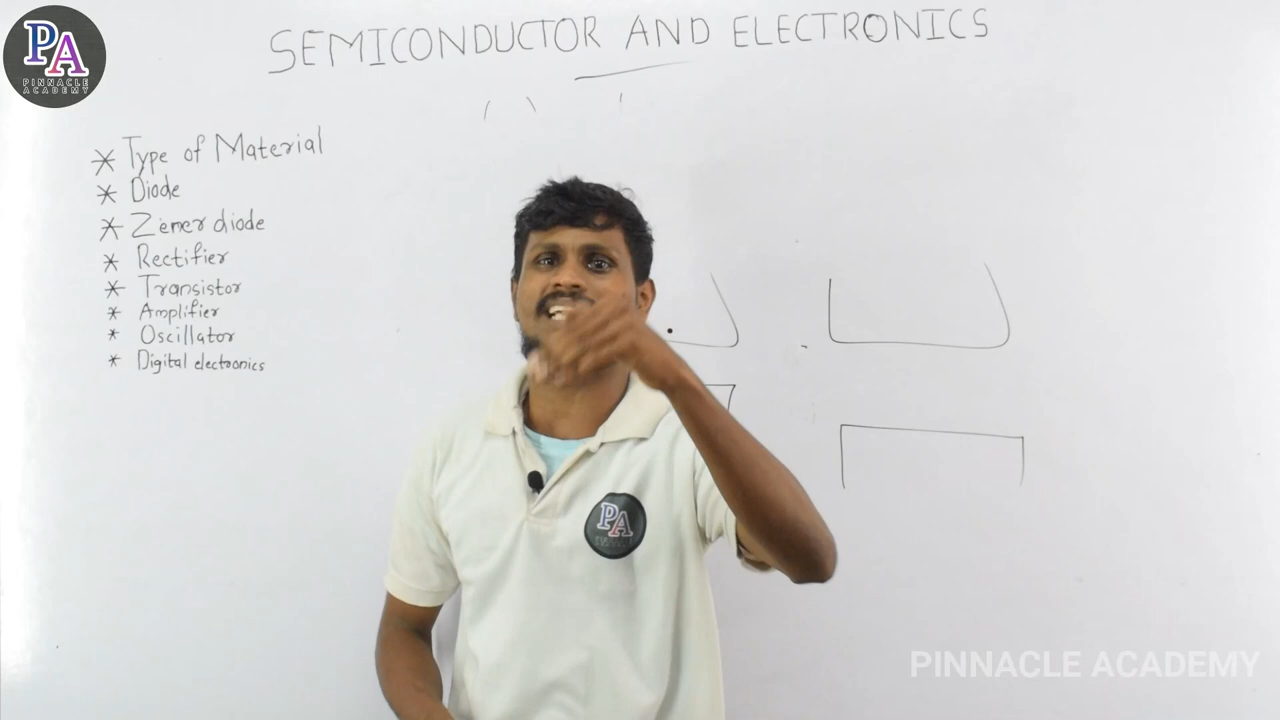 PA
PINNACLE
ACADEMY
SEMICONDUCTOR AND ELECTRONICS
* Type of Material
* Diode
* Zener diode
* Rectifier
* Transistor
* Amplifier
* Oscillator
* Digital electronics
PA
PINNACLE ACADEMY